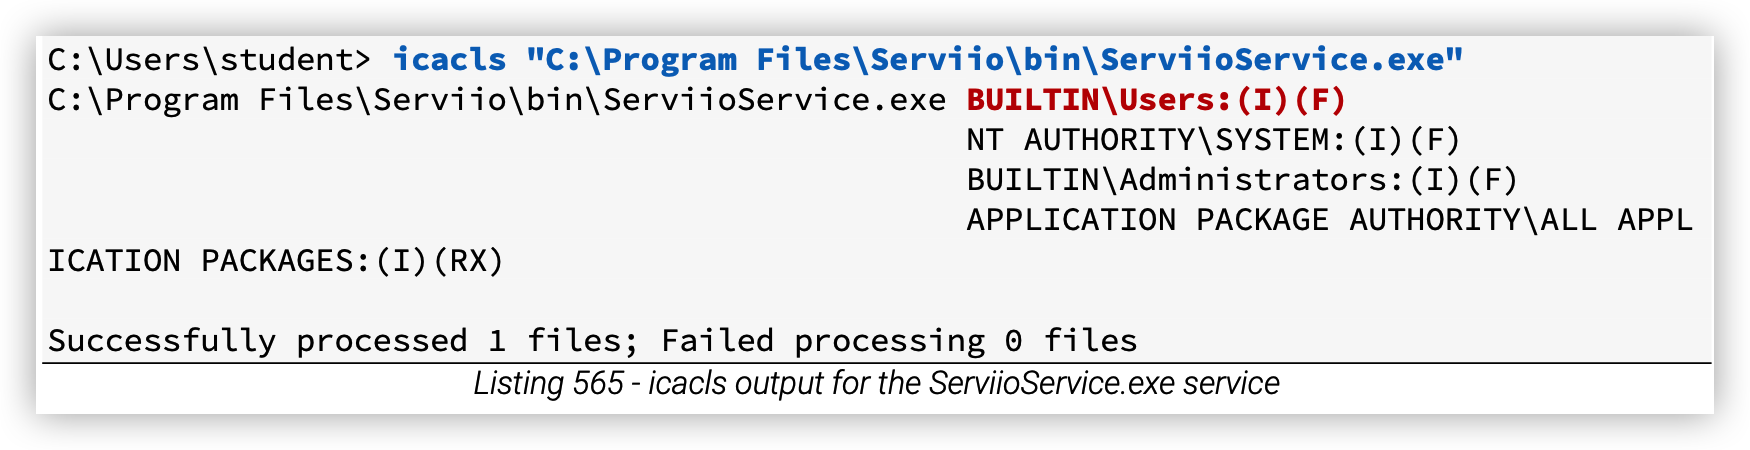 C:\Users\student> icacls "C:\Program Files\Serviio\bin\ServiioService.exe"
C:\Program Files\Serviio\bin\ServiioService.exe BUILTIN\Users:(I)(F)
NT AUTHORITY\SYSTEM:(I)(F)
BUILTIN\Administrators:(I)(F)
APPLICATION PACKAGE AUTHORITY\ALL APPL
ICATION PACKAGES:(I)(RX)
Successfully processed 1 files; Failed processing 0 files
Listing 565 - icacls output for the ServiioService.exe service